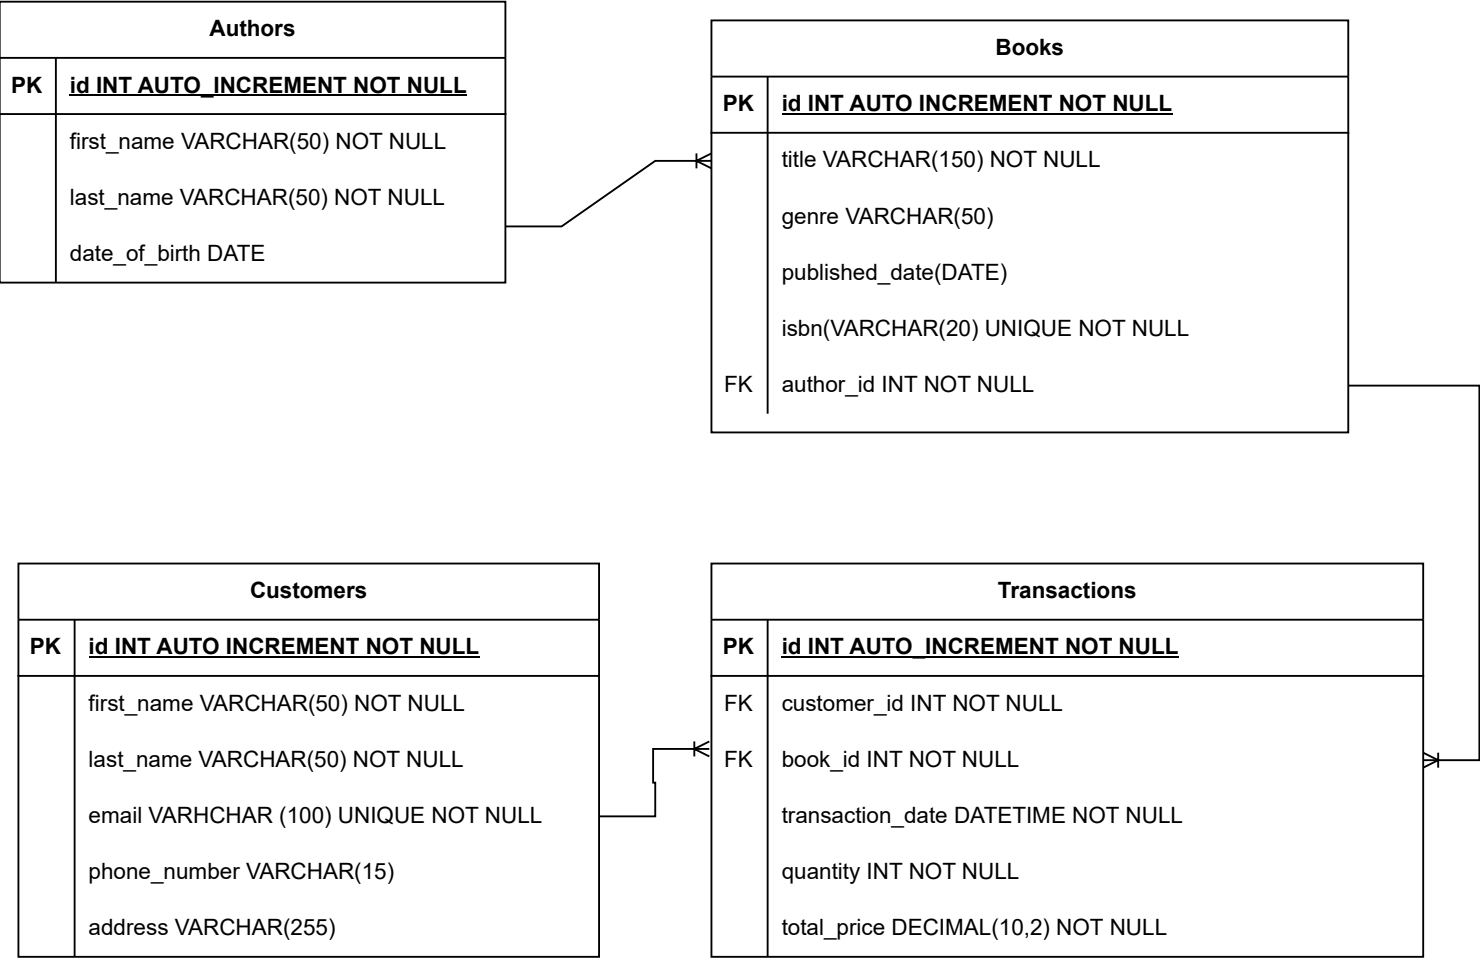 Authors
PK id INT AUTO_INCREMENT NOT NULL
first_name VARCHAR(50) NOT NULL
last_name VARCHAR(50) NOT NULL
date_of_birth DATE
Books
PK id INT AUTO INCREMENT NOT NULL
title VARCHAR(150) NOT NULL
genre VARCHAR(50)
published_date(DATE)
isbn(VARCHAR(20) UNIQUE NOT NULL
FK author_id INT NOT NULL
Customers
PK id INT AUTO INCREMENT NOT NULL
first_name VARCHAR(50) NOT NULL
last_name VARCHAR(50) NOT NULL
email VARHCHAR (100) UNIQUE NOT NULL
phone_number VARCHAR(15)
address VARCHAR(255)
Transactions
PK id INT AUTO_INCREMENT NOT NULL
FK customer_id INT NOT NULL
FK book_id INT NOT NULL
transaction_date DATETIME NOT NULL
quantity INT NOT NULL
total_price DECIMAL(10,2) NOT NULL